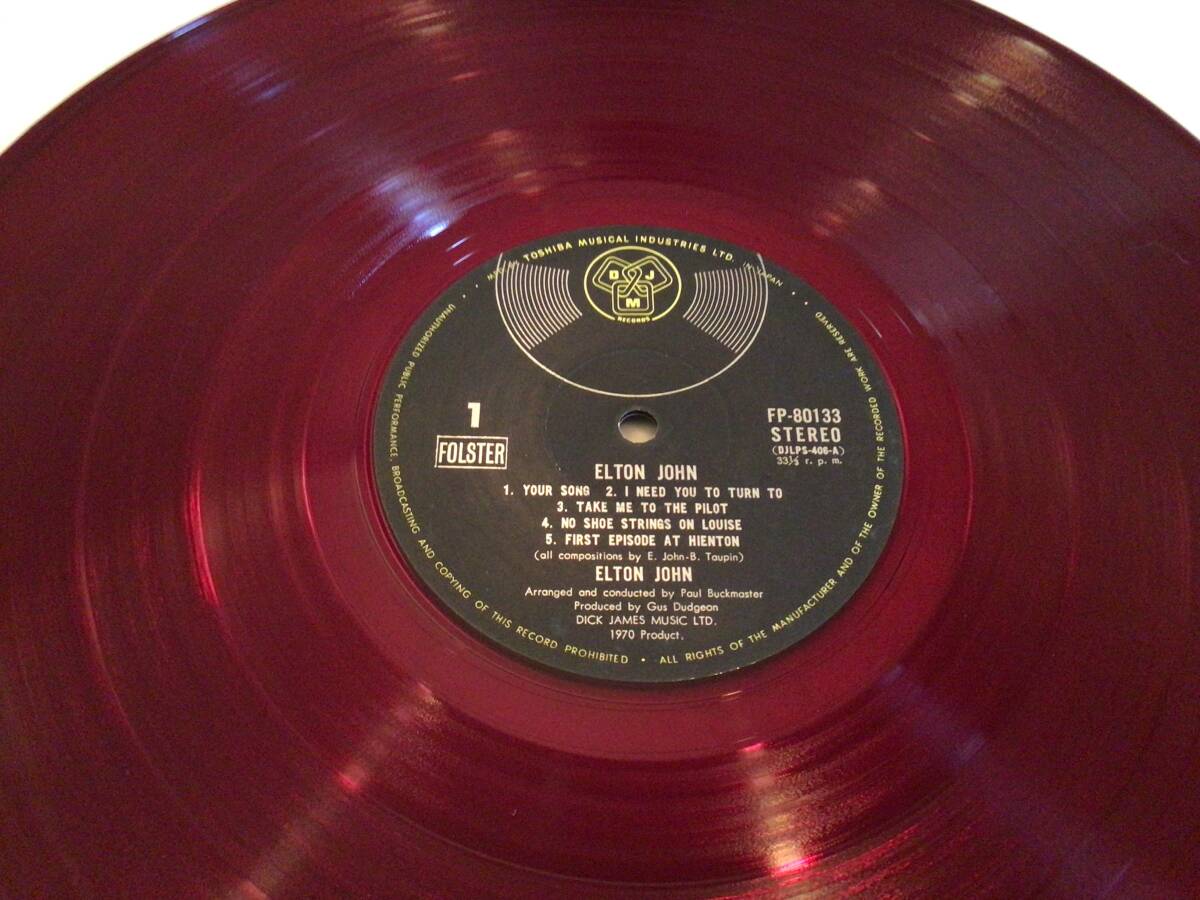 MFD. BY TOSHIBA MUSICAL INDUSTRIES LTD. IN JAPAN
D J
M
RECORDS
1
FOLSTER
FP-80133
STEREO
(DJLPS-406-A)
33⅓ r. p. m.
ELTON JOHN
1. YOUR SONG 2. I NEED YOU TO TURN TO
3. TAKE ME TO THE PILOT
4. NO SHOE STRINGS ON LOUISE
5. FIRST EPISODE AT HIENTON
(all compositions by E. John-B. Taupin)
ELTON JOHN
Arranged and conducted by Paul Buckmaster
Produced by Gus Dudgeon
DICK JAMES MUSIC LTD.
1970 Product.
UNAUTHORIZED PUBLIC PERFORMANCE, BROADCASTING AND COPYING OF THIS RECORD PROHIBITED • ALL RIGHTS OF THE MANUFACTURER AND OF THE OWNER OF THE RECORDED WORK ARE RESERVED